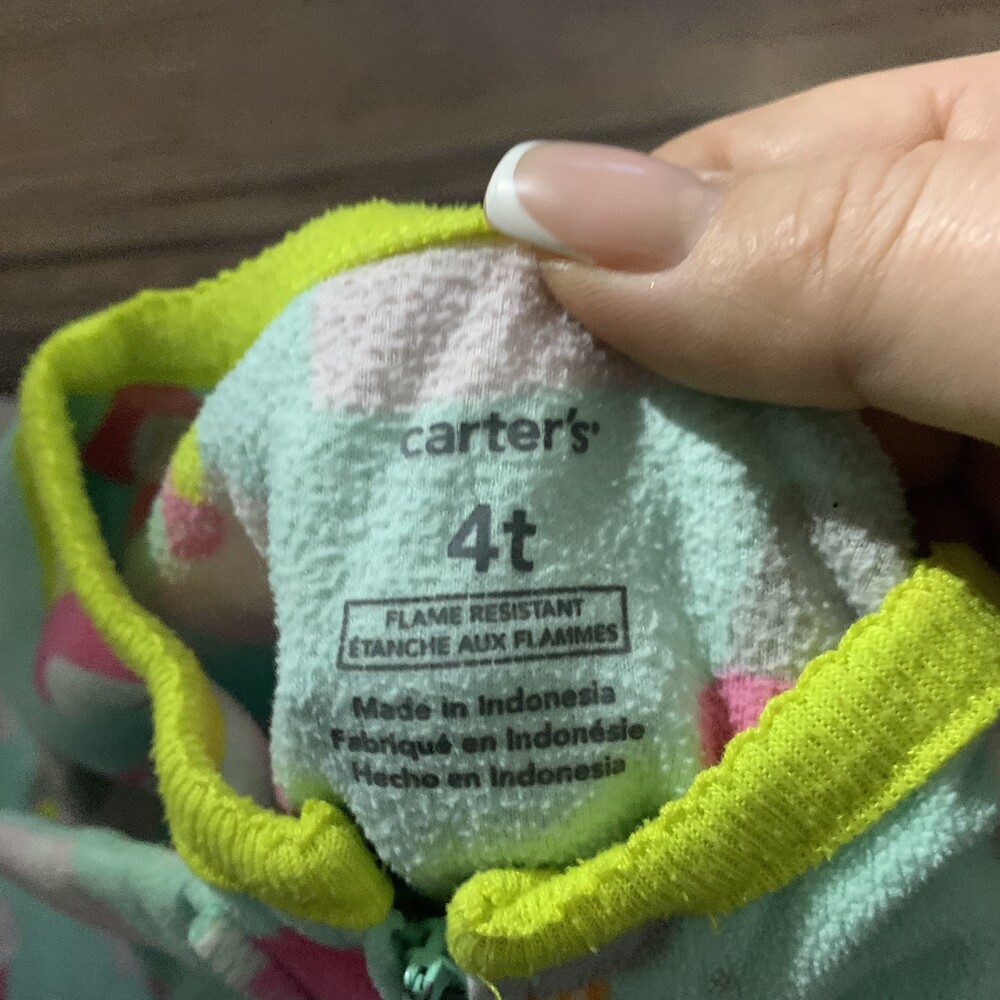 carter's
4t
FLAME RESISTANT
ÉTANCHE AUX FLAMMES
Made in Indonesia
Fabriqué en Indonésie
Hecho en Indonesia